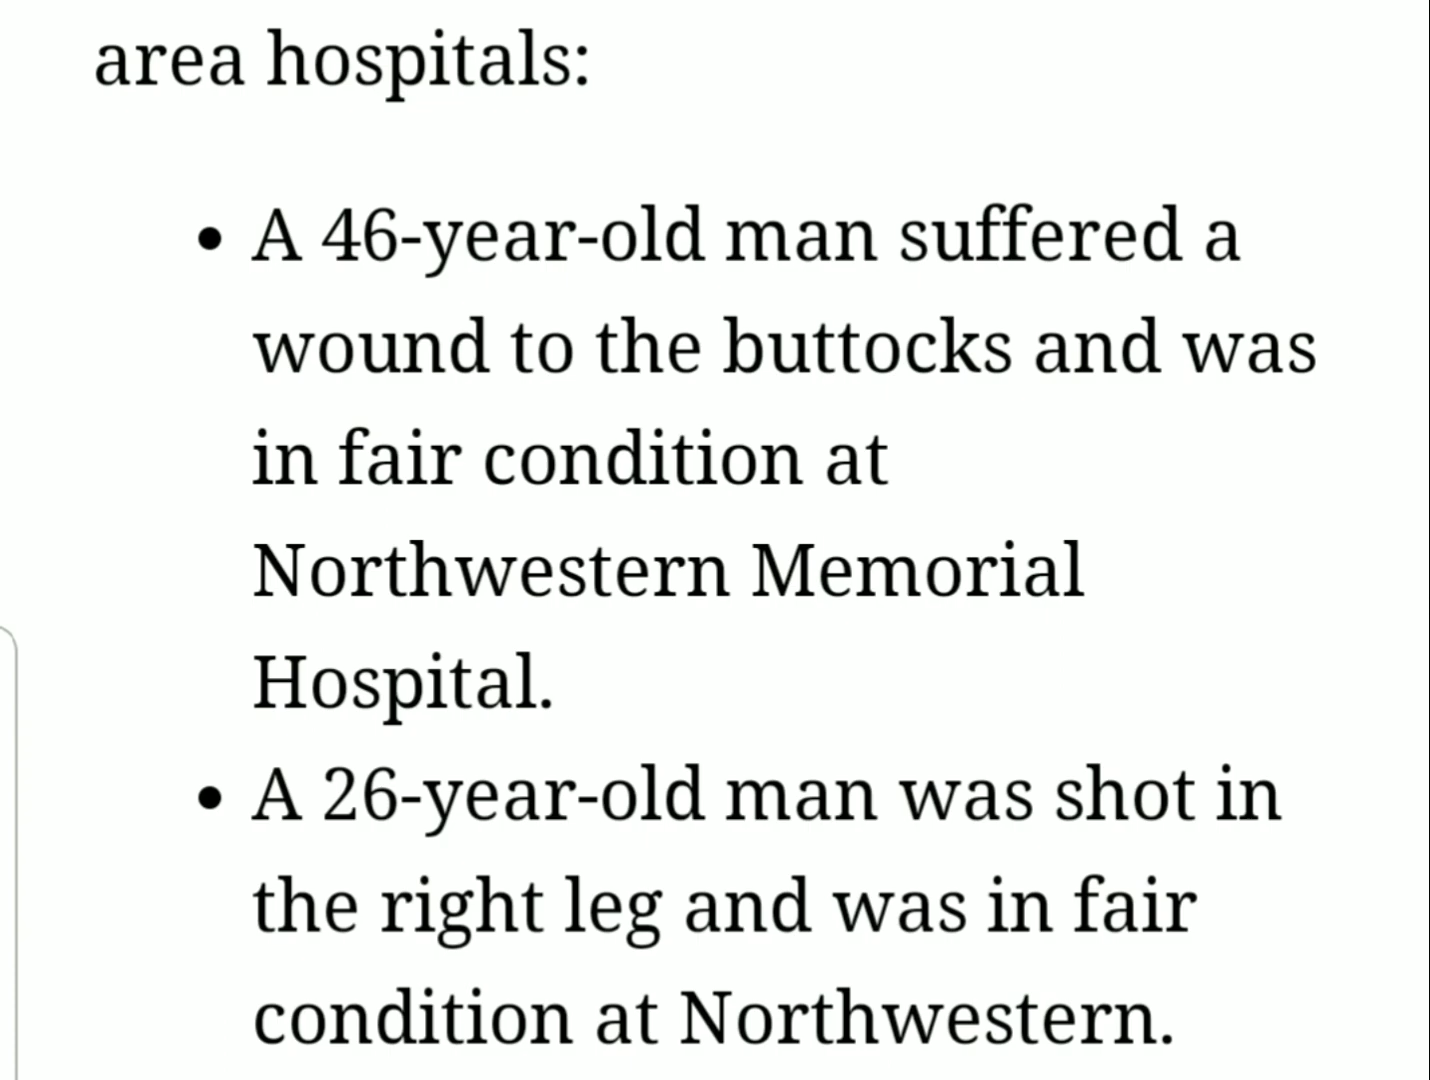 area hospitals:
• A 46-year-old man suffered a
wound to the buttocks and was
in fair condition at
Northwestern Memorial
Hospital.
• A 26-year-old man was shot in
the right leg and was in fair
condition at Northwestern.